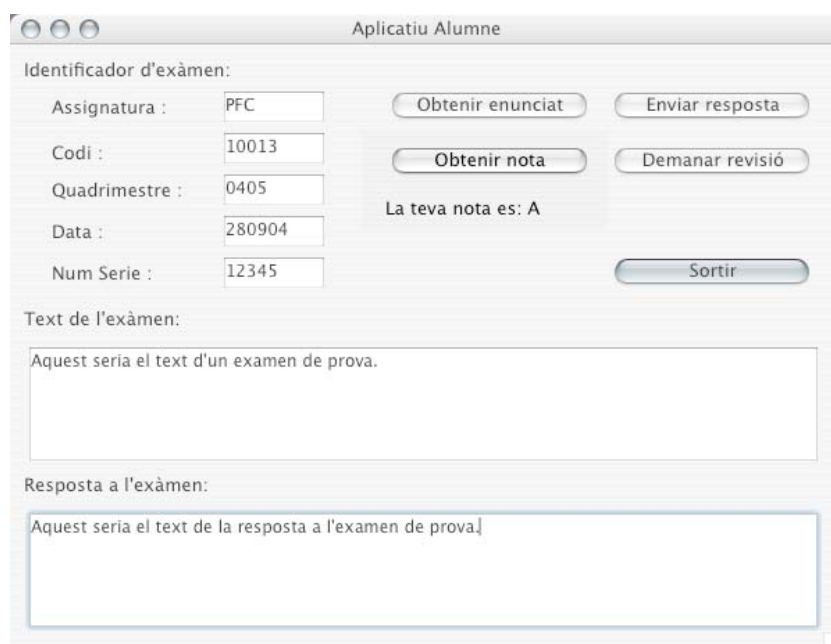 Aplicatiu Alumne
Identificador d'exàmen:
Assignatura : PFC Obtenir enunciat Enviar resposta
Codi : 10013 Obtenir nota Demanar revisió
Quadrimestre : 0405
La teva nota es: A
Data : 280904
Num Serie : 12345 Sortir
Text de l'exàmen:
Aquest seria el text d'un examen de prova.
Resposta a l'exàmen:
Aquest seria el text de la resposta a l'examen de prova.